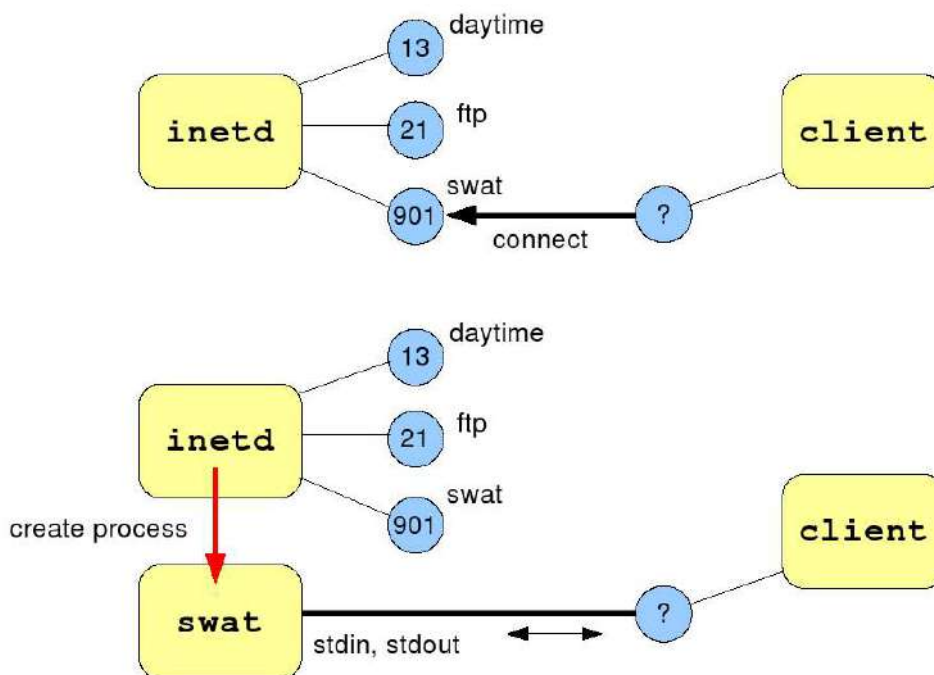 daytime
13
inetd
ftp
21
client
swat
901
?
connect
daytime
13
inetd
ftp
21
swat
901
client
create process
swat
?
stdin, stdout